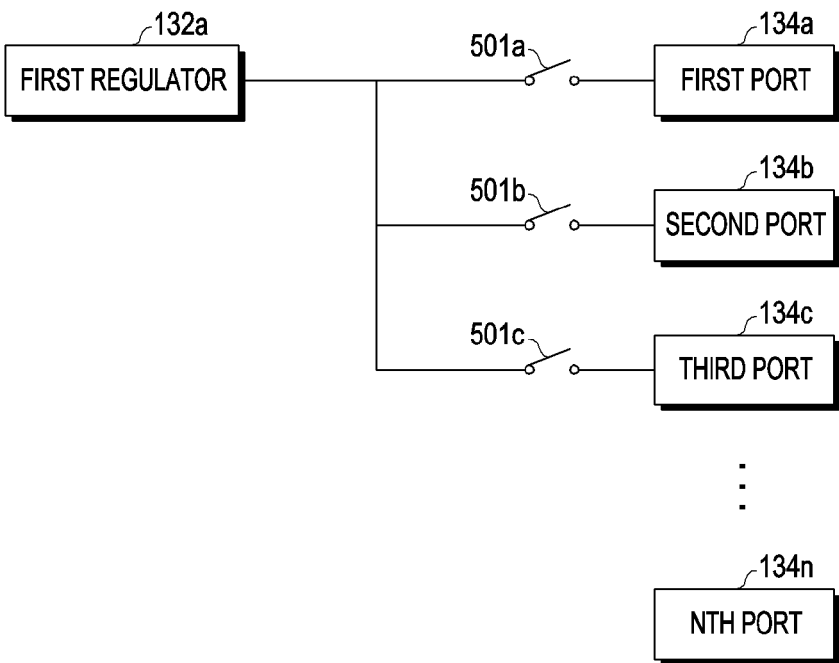 132a
FIRST REGULATOR
501a
134a
FIRST PORT
501b
134b
SECOND PORT
501c
134c
THIRD PORT
134n
NTH PORT